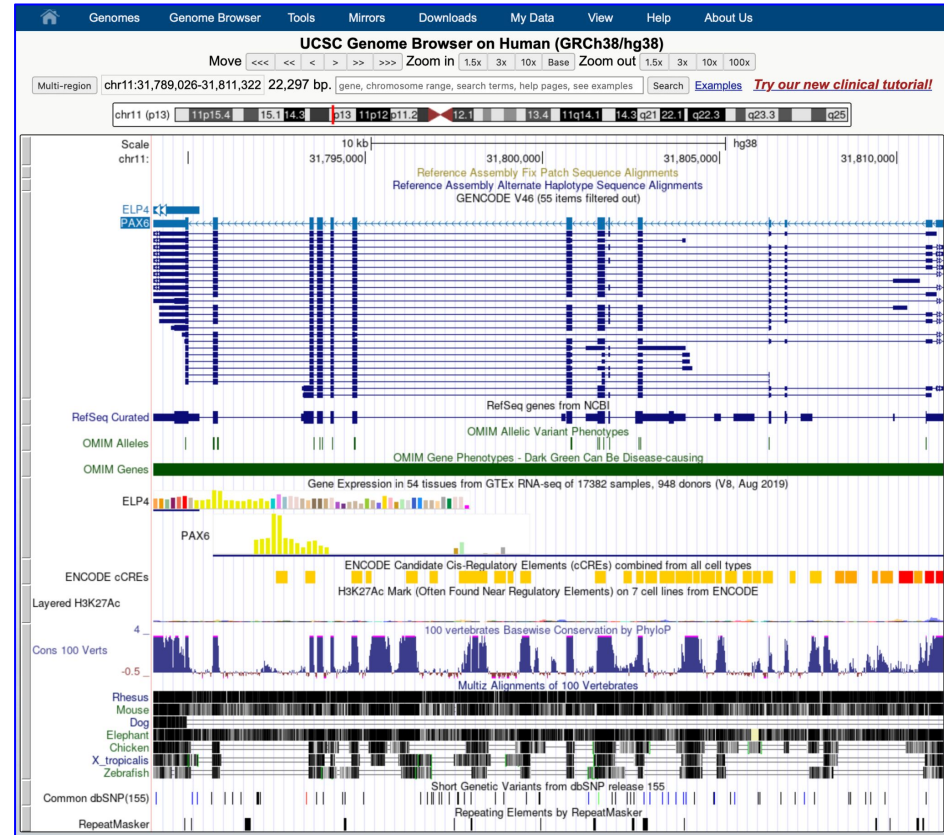 Genomes Genome Browser Tools Mirrors Downloads My Data View Help About Us
UCSC Genome Browser on Human (GRCh38/hg38)
Move <<< << < > >> >>> Zoom in 1.5x 3x 10x Base Zoom out 1.5x 3x 10x 100x
Multi-region chr11:31,789,026-31,811,322 22,297 bp. gene, chromosome range, search terms, help pages, see examples Search Examples Try our new clinical tutorial!
chr11 (p13) 11p15.4 15.1 14.3 p13 11p12 p11.2 12.1 13.4 11q14.1 14.3 q21 22.1 q22.3 q23.3 q25
Scale 10 kb hg38
chr11: 31,795,000 31,800,000 31,805,000 31,810,000
Reference Assembly Fix Patch Sequence Alignments
Reference Assembly Alternate Haplotype Sequence Alignments
GENCODE V46 (55 items filtered out)
ELP4
PAX6
RefSeq genes from NCBI
RefSeq Curated
OMIM Allelic Variant Phenotypes
OMIM Alleles
OMIM Gene Phenotypes - Dark Green Can Be Disease-causing
OMIM Genes
Gene Expression in 54 tissues from GTEx RNA-seq of 17382 samples, 948 donors (V8, Aug 2019)
ELP4
PAX6
ENCODE Candidate Cis-Regulatory Elements (cCREs) combined from all cell types
ENCODE cCREs
H3K27Ac Mark (Often Found Near Regulatory Elements) on 7 cell lines from ENCODE
Layered H3K27Ac
4 _
100 vertebrates Basewise Conservation by PhyloP
Cons 100 Verts
-0.5 _
Multiz Alignments of 100 Vertebrates
Rhesus
Mouse
Dog
Elephant
Chicken
X_tropicalis
Zebrafish
Short Genetic Variants from dbSNP release 155
Common dbSNP(155)
Repeating Elements by RepeatMasker
RepeatMasker